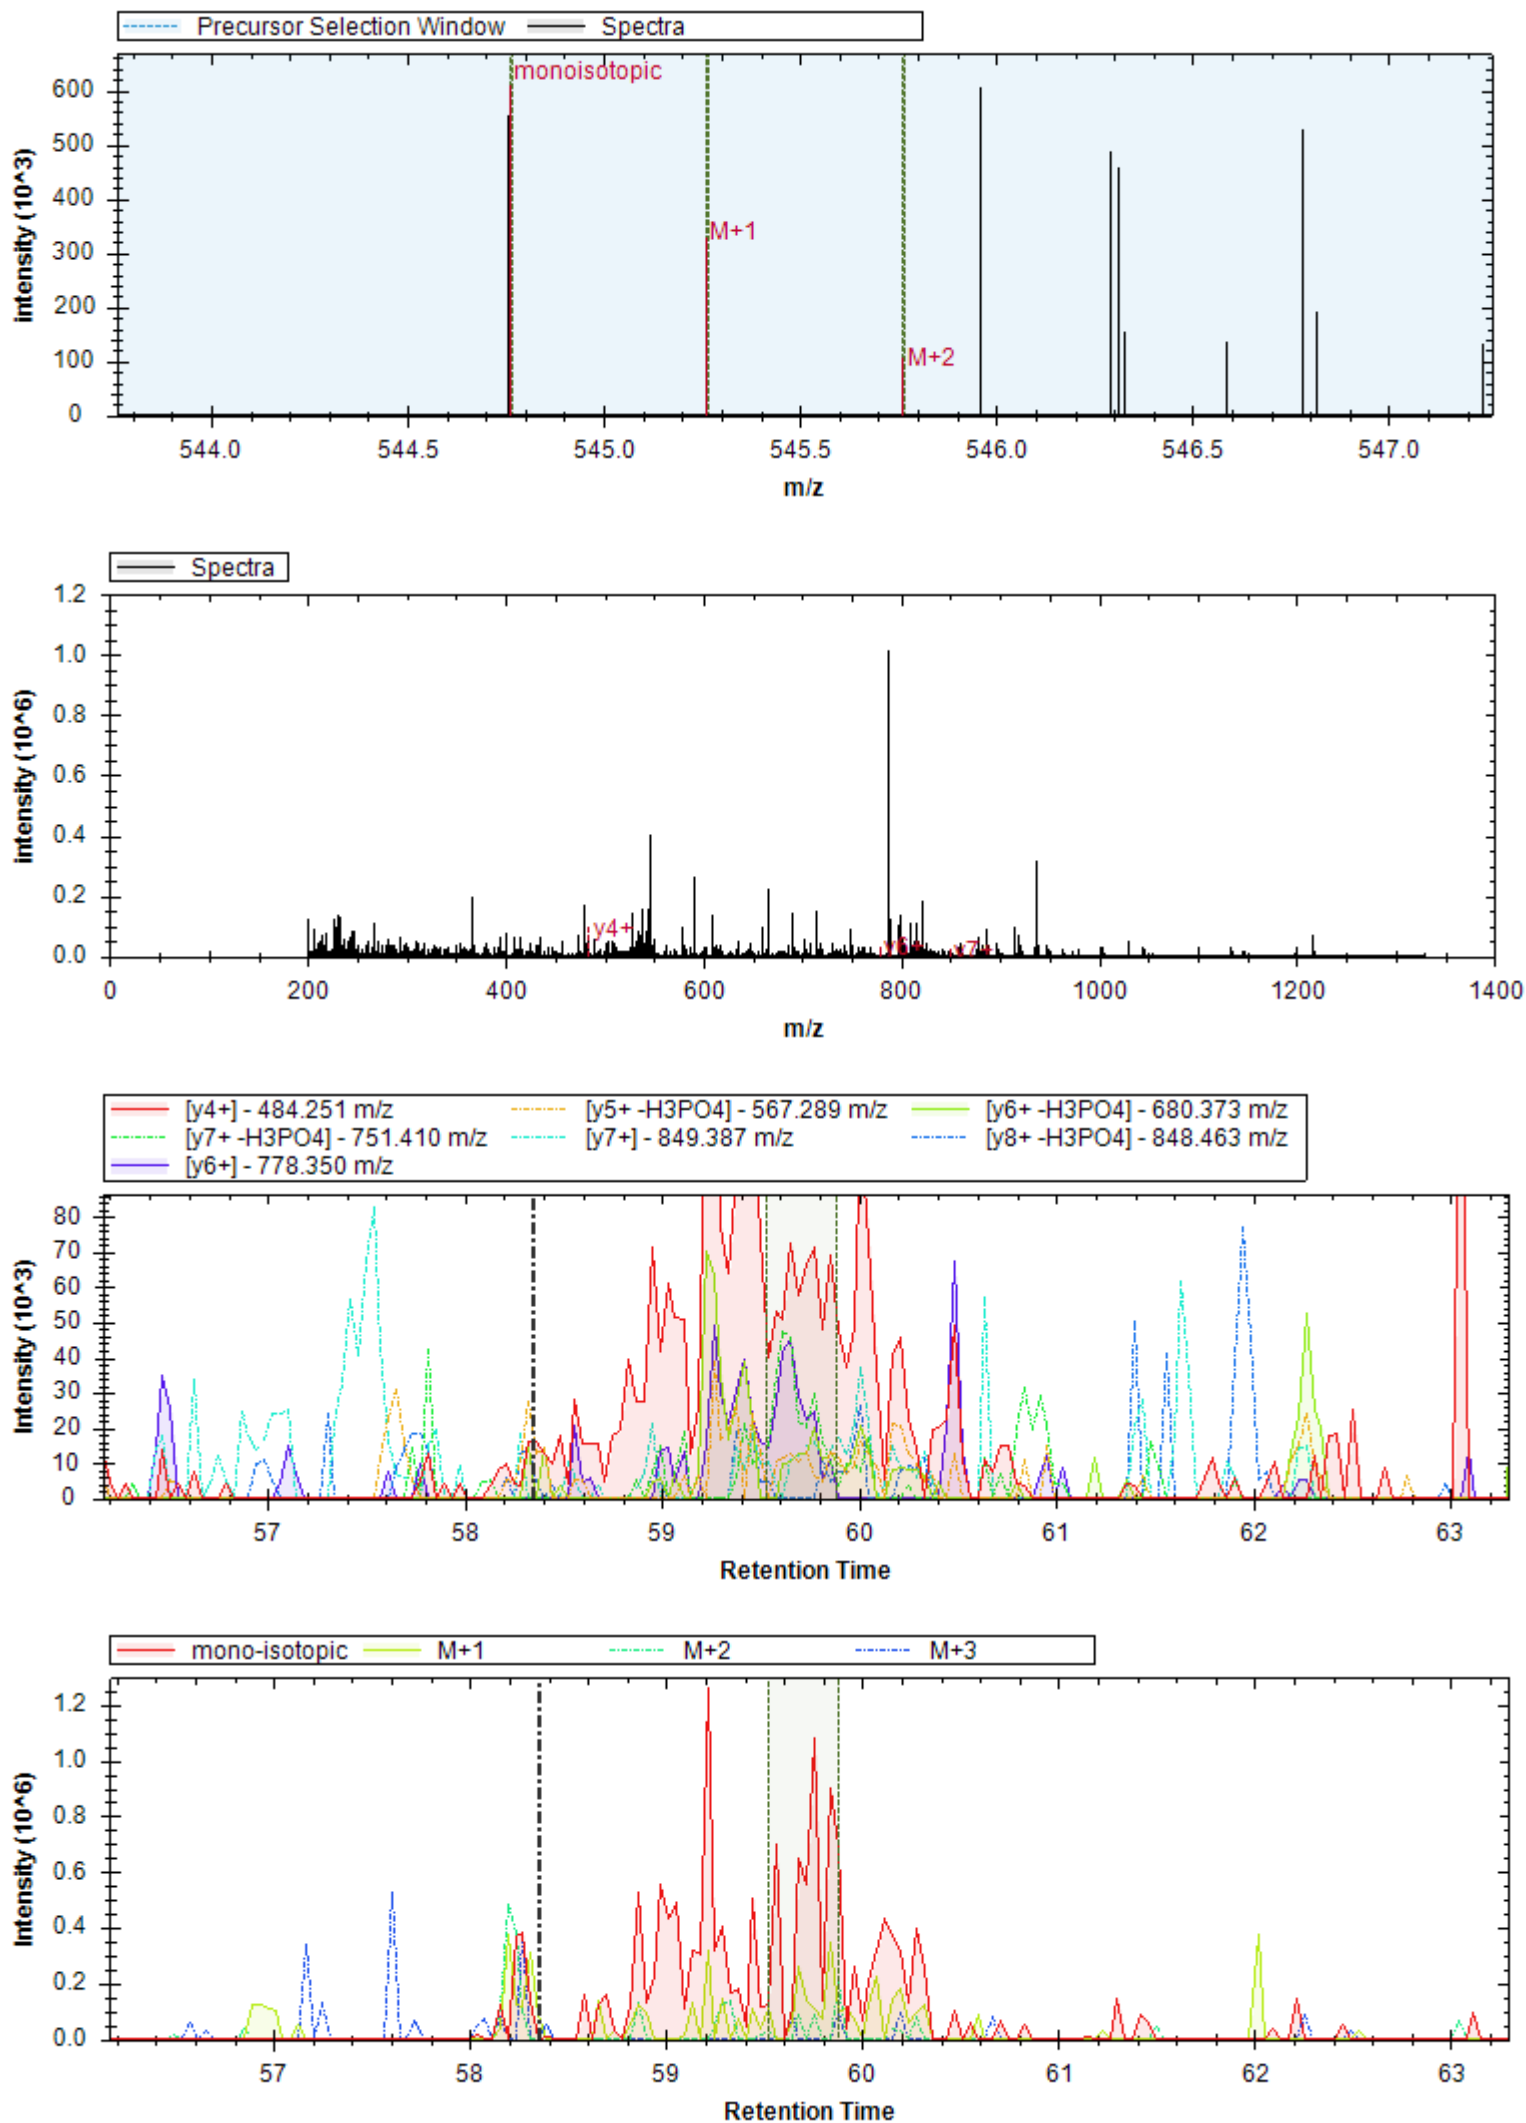 Precursor Selection Window Spectra
monoisotopic
M+1
M+2
600
500
400
300
200
100
0
intensity (10^3)
544.0 544.5 545.0 545.5 546.0 546.5 547.0
m/z
Spectra
1.2
1.0
0.8
0.6
0.4
0.2
0.0
intensity (10^6)
y4+
y6+ y7+
0 200 400 600 800 1000 1200 1400
m/z
[y4+] - 484.251 m/z [y5+ -H3PO4] - 567.289 m/z [y6+ -H3PO4] - 680.373 m/z
[y7+ -H3PO4] - 751.410 m/z [y7+] - 849.387 m/z [y8+ -H3PO4] - 848.463 m/z
[y6+] - 778.350 m/z
80
70
60
50
40
30
20
10
0
Intensity (10^3)
57 58 59 60 61 62 63
Retention Time
mono-isotopic M+1 M+2 M+3
1.2
1.0
0.8
0.6
0.4
0.2
0.0
Intensity (10^6)
57 58 59 60 61 62 63
Retention Time